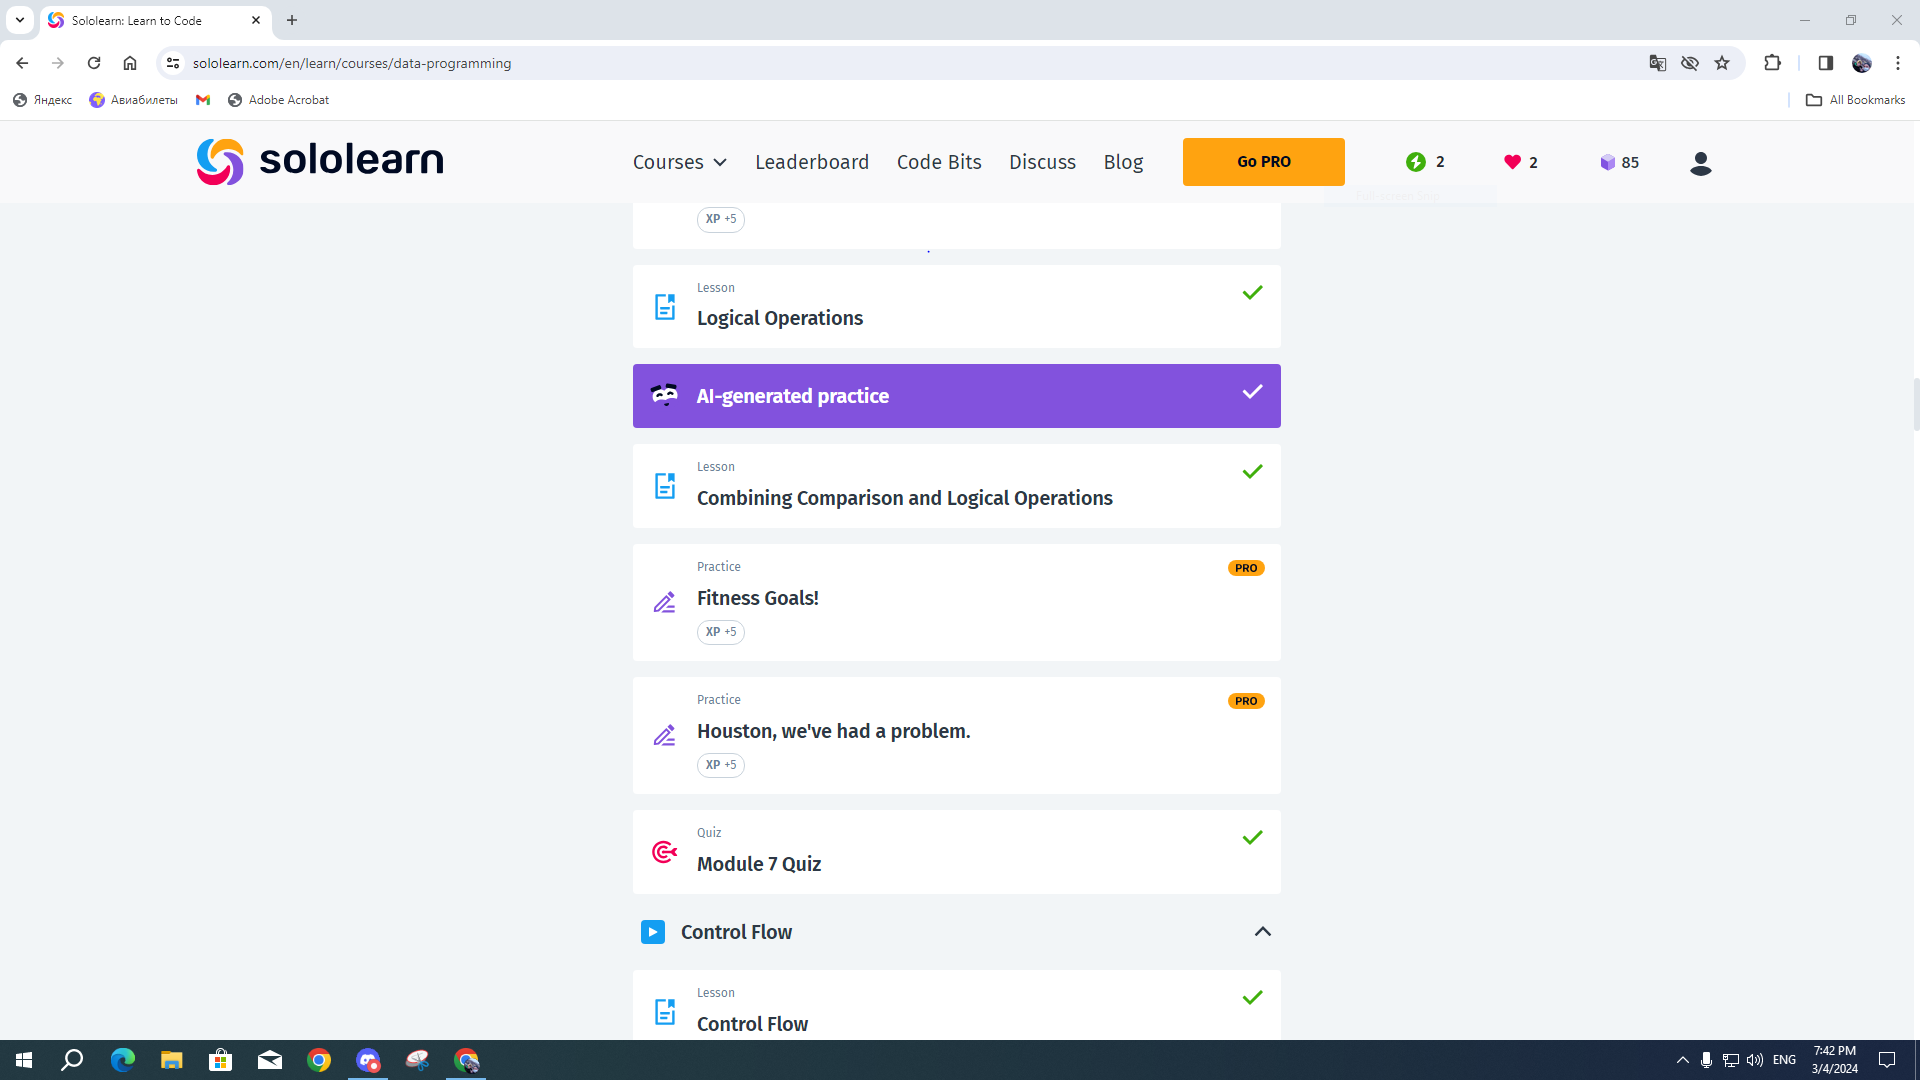 Sololearn: Learn to Code
sololearn.com/en/learn/courses/data-programming
Яндекс
Авиабилеты
Adobe Acrobat
All Bookmarks
sololearn
Courses
Leaderboard
Code Bits
Discuss
Blog
Go PRO
2
2
85
XP +5
Lesson
Logical Operations
AI-generated practice
Lesson
Combining Comparison and Logical Operations
Practice
PRO
Fitness Goals!
XP +5
Practice
PRO
Houston, we've had a problem.
XP +5
Quiz
Module 7 Quiz
Control Flow
Lesson
Control Flow
ENG
7:42 PM
3/4/2024